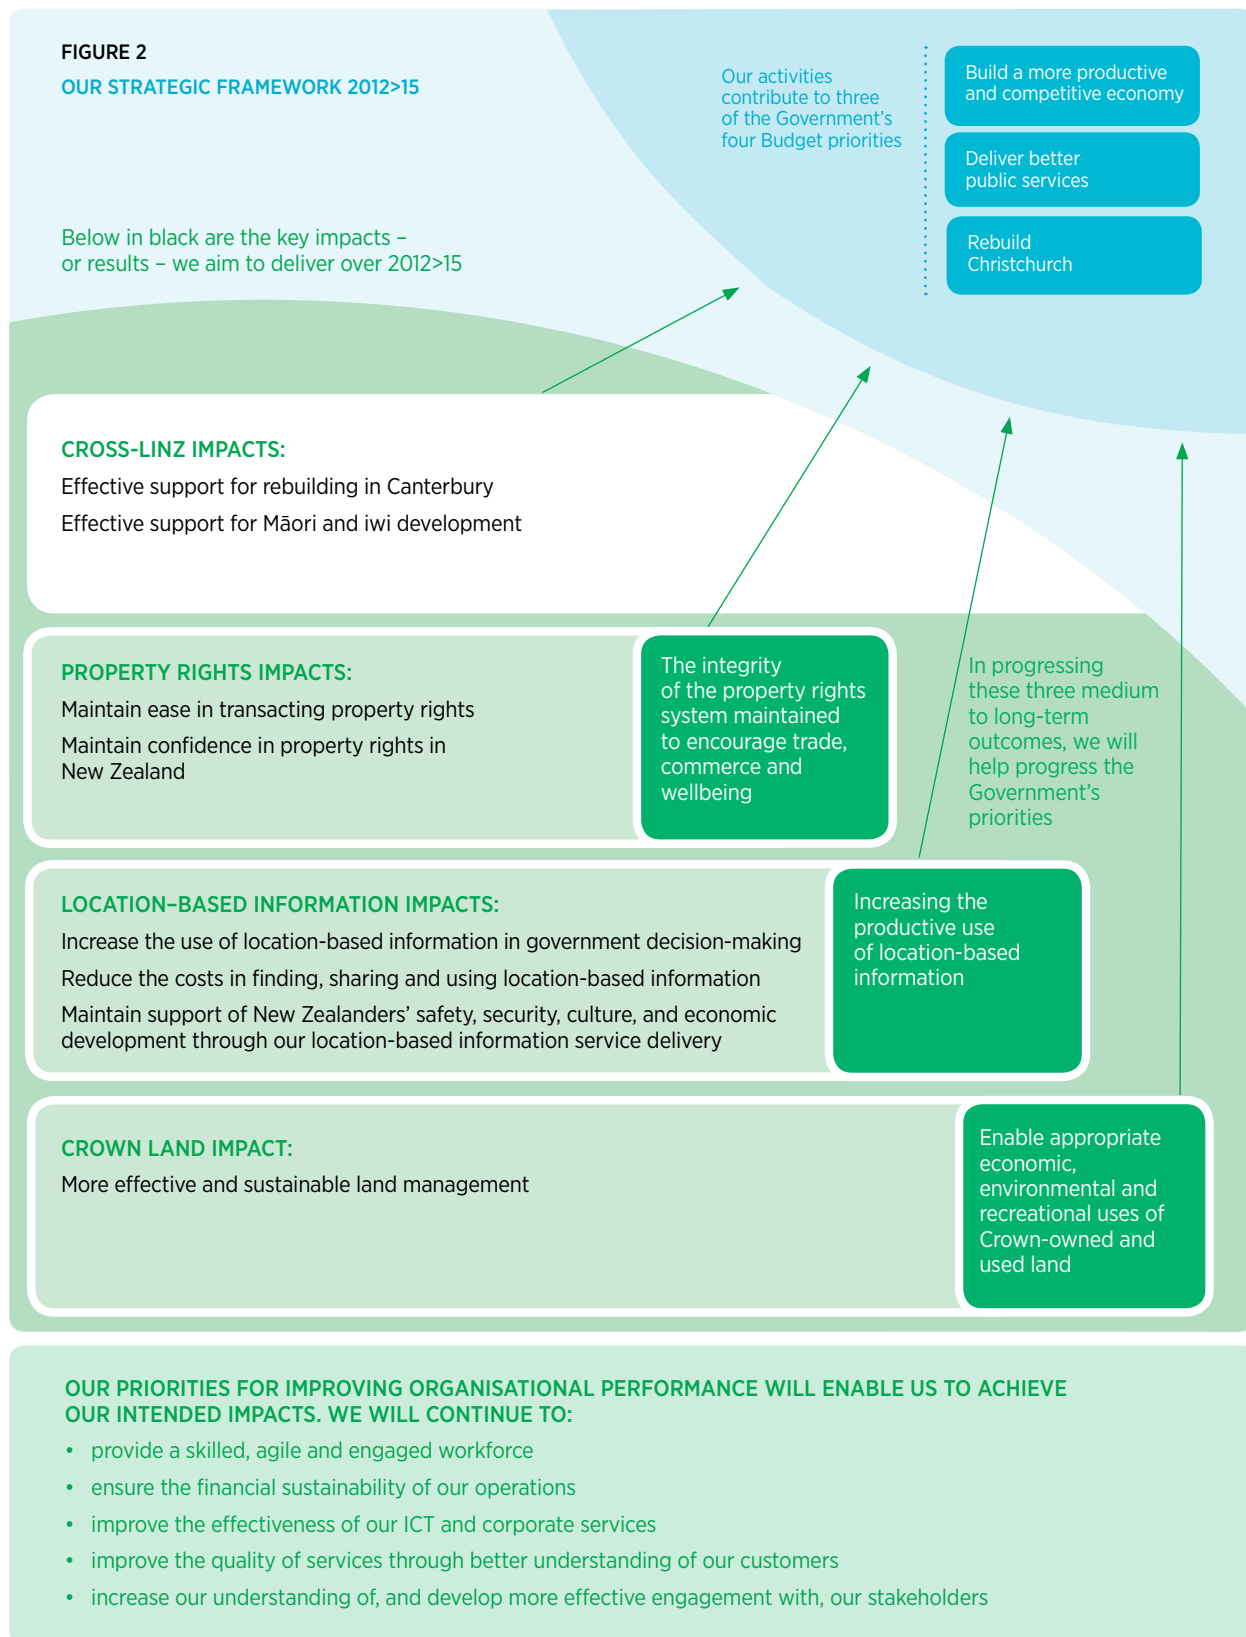 FIGURE 2
OUR STRATEGIC FRAMEWORK 2012>15
Our activities
contribute to three
of the Government’s
four Budget priorities
Build a more productive
and competitive economy
Deliver better
public services
Rebuild
Christchurch
Below in black are the key impacts –
or results – we aim to deliver over 2012>15
CROSS-LINZ IMPACTS:
Effective support for rebuilding in Canterbury
Effective support for Māori and iwi development
PROPERTY RIGHTS IMPACTS:
Maintain ease in transacting property rights
Maintain confidence in property rights in
New Zealand
The integrity
of the property rights
system maintained
to encourage trade,
commerce and
wellbeing
In progressing
these three medium
to long-term
outcomes, we will
help progress the
Government’s
priorities
LOCATION–BASED INFORMATION IMPACTS:
Increase the use of location-based information in government decision-making
Reduce the costs in finding, sharing and using location-based information
Maintain support of New Zealanders’ safety, security, culture, and economic
development through our location-based information service delivery
Increasing the
productive use
of location-based
information
CROWN LAND IMPACT:
More effective and sustainable land management
Enable appropriate
economic,
environmental and
recreational uses of
Crown-owned and
used land
OUR PRIORITIES FOR IMPROVING ORGANISATIONAL PERFORMANCE WILL ENABLE US TO ACHIEVE
OUR INTENDED IMPACTS. WE WILL CONTINUE TO:
• provide a skilled, agile and engaged workforce
• ensure the financial sustainability of our operations
• improve the effectiveness of our ICT and corporate services
• improve the quality of services through better understanding of our customers
• increase our understanding of, and develop more effective engagement with, our stakeholders